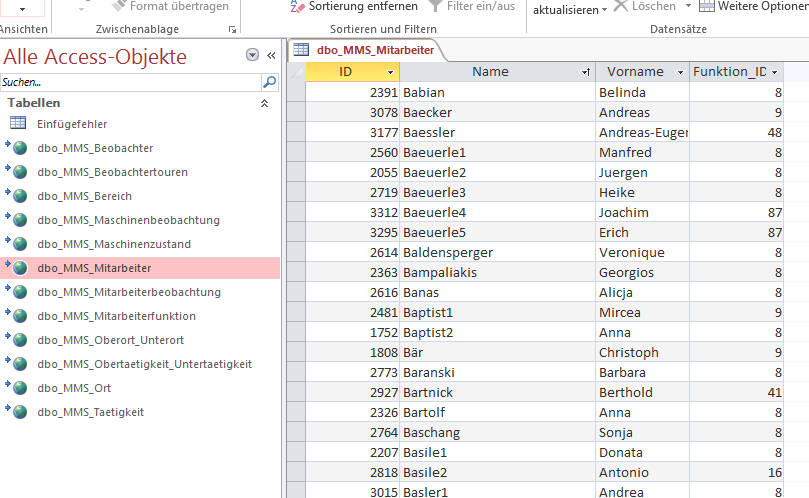 Format übertragen
Sortierung entfernen
Filter ein/aus
aktualisieren
Löschen
Weitere Optionen
Ansichten
Zwischenablage
Sortieren und Filtern
Datensätze
Alle Access-Objekte
Suchen...
Tabellen
Einfügefehler
dbo_MMS_Beobachter
dbo_MMS_Beobachtertouren
dbo_MMS_Bereich
dbo_MMS_Maschinenbeobachtung
dbo_MMS_Maschinenzustand
dbo_MMS_Mitarbeiter
dbo_MMS_Mitarbeiterbeobachtung
dbo_MMS_Mitarbeiterfunktion
dbo_MMS_Oberort_Unterort
dbo_MMS_Obertaetigkeit_Untertaetigkeit
dbo_MMS_Ort
dbo_MMS_Taetigkeit
dbo_MMS_Mitarbeiter
ID Name Vorname Funktion_ID
2391 Babian Belinda 8
3078 Baecker Andreas 9
3177 Baessler Andreas-Euger 48
2560 Baeuerle1 Manfred 8
2055 Baeuerle2 Juergen 8
2719 Baeuerle3 Heike 8
3312 Baeuerle4 Joachim 87
3295 Baeuerle5 Erich 87
2614 Baldensperger Veronique 8
2363 Bampaliakis Georgios 8
2616 Banas Alicja 8
2481 Baptist1 Mircea 9
1752 Baptist2 Anna 8
1808 Bär Christoph 9
2773 Baranski Barbara 8
2927 Bartnick Berthold 41
2326 Bartolf Anna 8
2764 Baschang Sonja 8
2207 Basile1 Donata 8
2818 Basile2 Antonio 16
3015 Basler1 Andrea 8